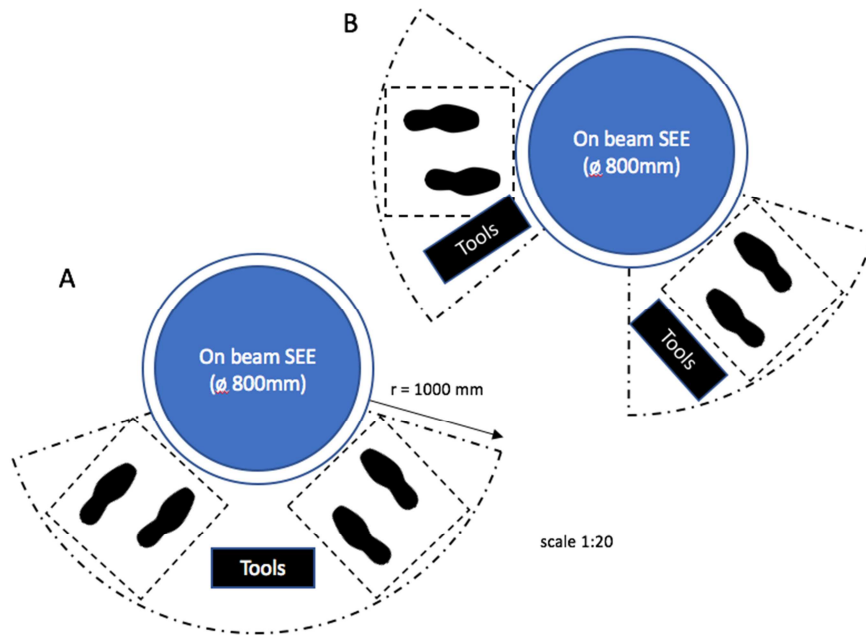 B
On beam SEE
(ø 800mm)
Tools
Tools
A
On beam SEE
(ø 800mm)
r = 1000 mm
Tools
scale 1:20